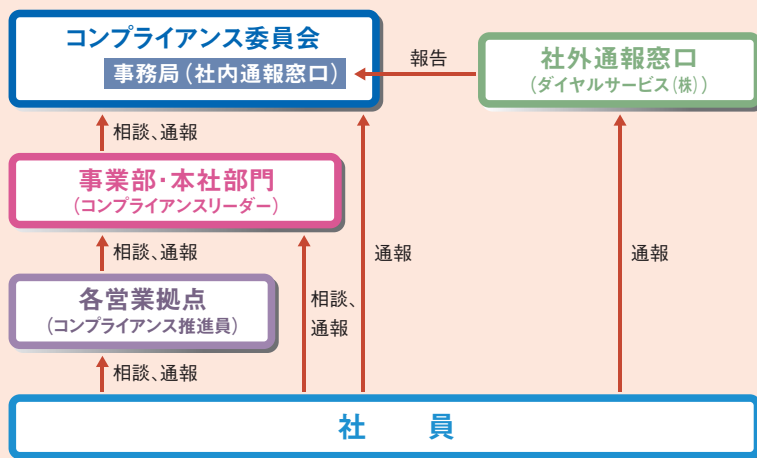 コンプライアンス委員会
事務局(社内通報窓口)
報告
社外通報窓口
(ダイヤルサービス(株))
相談、通報
事業部・本社部門
(コンプライアンスリーダー)
相談、通報
通報
通報
各営業拠点
(コンプライアンス推進員)
相談、
通報
相談、通報
社 員